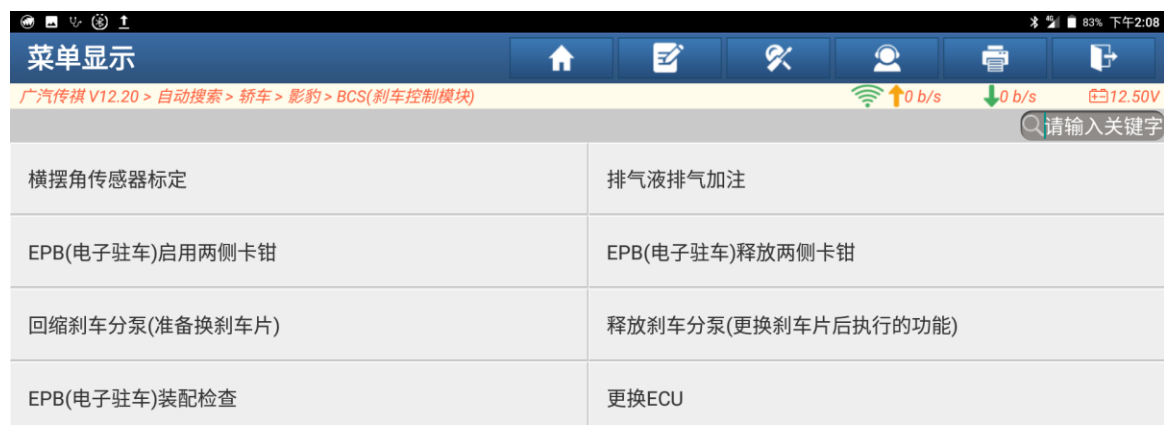 83% 下午2:08
菜单显示
广汽传祺 V12.20 > 自动搜索 > 轿车 > 影豹 > BCS(刹车控制模块)
0 b/s 0 b/s 12.50V
请输入关键字
横摆角传感器标定 排气液排气加注
EPB(电子驻车)启用两侧卡钳 EPB(电子驻车)释放两侧卡钳
回缩刹车分泵(准备换刹车片) 释放刹车分泵(更换刹车片后执行的功能)
EPB(电子驻车)装配检查 更换ECU